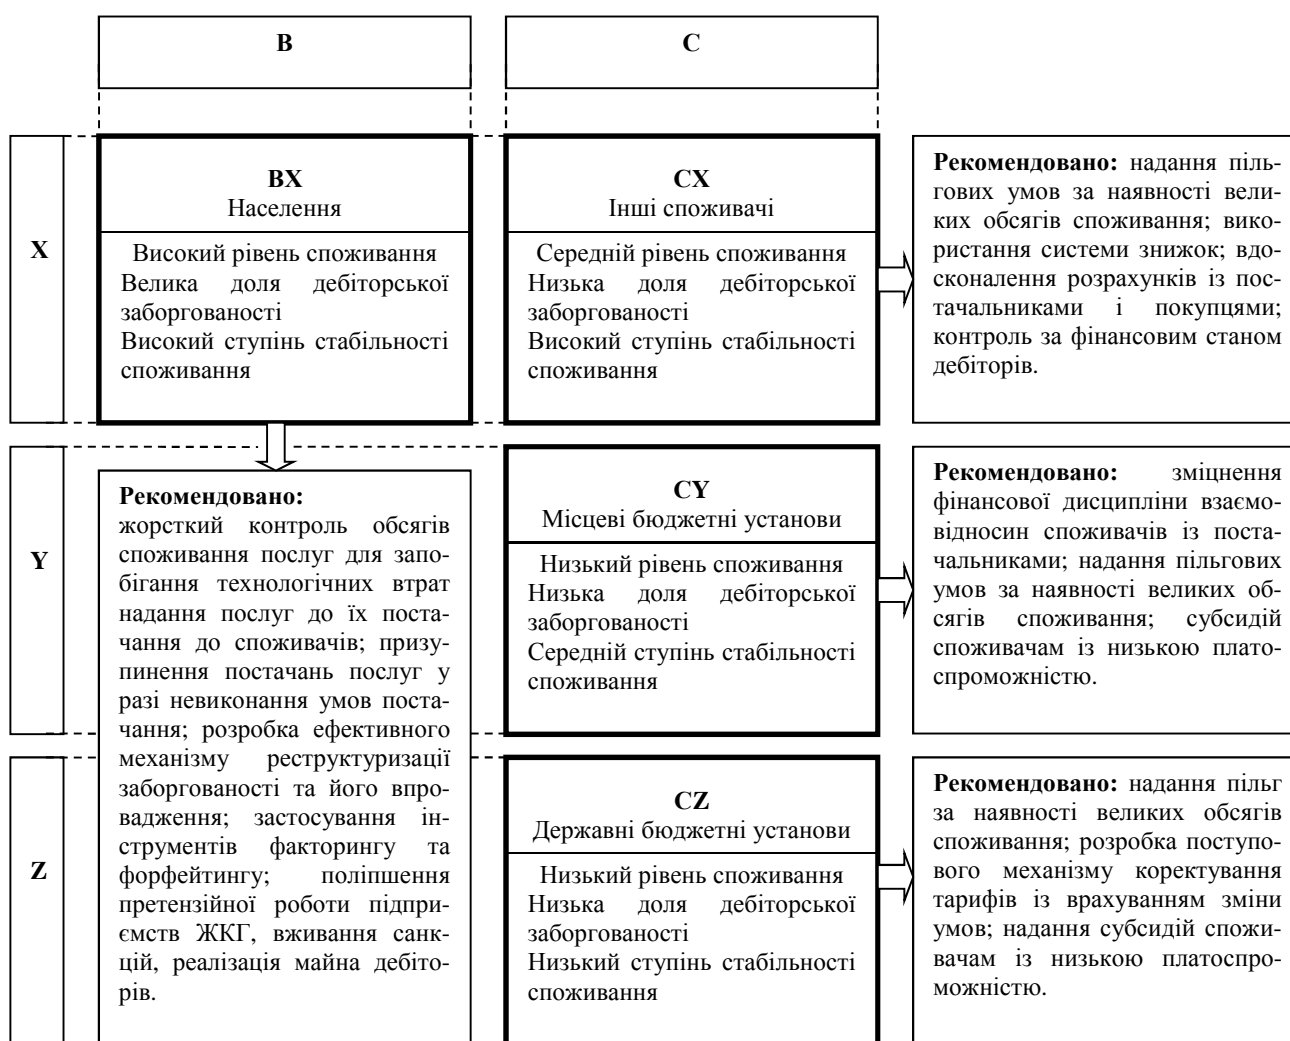 B
C
X
BX
Населення
Високий рівень споживання
Велика доля дебіторської
заборгованості
Високий ступінь стабільності
споживання
CX
Інші споживачі
Середній рівень споживання
Низька доля дебіторської
заборгованості
Високий ступінь стабільності
споживання
Рекомендовано: надання піль-
гових умов за наявності вели-
ких обсягів споживання; вико-
ристання системи знижок; вдо-
сконалення розрахунків із пос-
тачальниками і покупцями;
контроль за фінансовим станом
дебіторів.
Y
Рекомендовано:
жорсткий контроль обсягів
споживання послуг для запо-
бігання технологічних втрат
надання послуг до їх поста-
чання до споживачів; призу-
пинення постачань послуг у
разі невиконання умов поста-
чання; розробка ефективного
механізму реструктуризації
заборгованості та його впро-
вадження; застосування ін-
струментів факторингу та
форфейтингу; поліпшення
претензійної роботи підпри-
ємств ЖКГ, вживання санк-
цій, реалізація майна дебіто-
рів.
CY
Місцеві бюджетні установи
Низький рівень споживання
Низька доля дебіторської
заборгованості
Середній ступінь стабільності
споживання
Рекомендовано: зміцнення
фінансової дисципліни взаємо-
відносин споживачів із поста-
чальниками; надання пільгових
умов за наявності великих об-
сягів споживання; субсидій
споживачам із низькою плато-
спроможністю.
Z
CZ
Державні бюджетні установи
Низький рівень споживання
Низька доля дебіторської
заборгованості
Низький ступінь стабільності
споживання
Рекомендовано: надання пільг
за наявності великих обсягів
споживання; розробка поступо-
вого механізму коректування
тарифів із врахуванням зміни
умов; надання субсидій спожи-
вачам із низькою платоспро-
можністю.